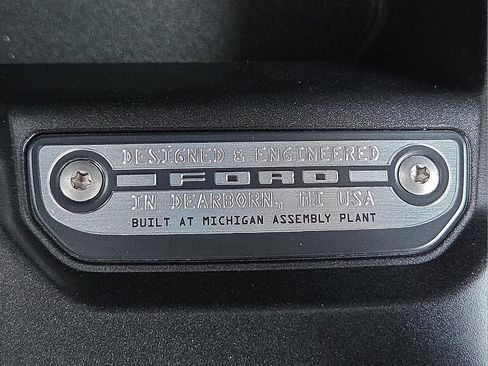 DESIGNED & ENGINEERED
FORD
IN DEARBORN, MI USA
BUILT AT MICHIGAN ASSEMBLY PLANT